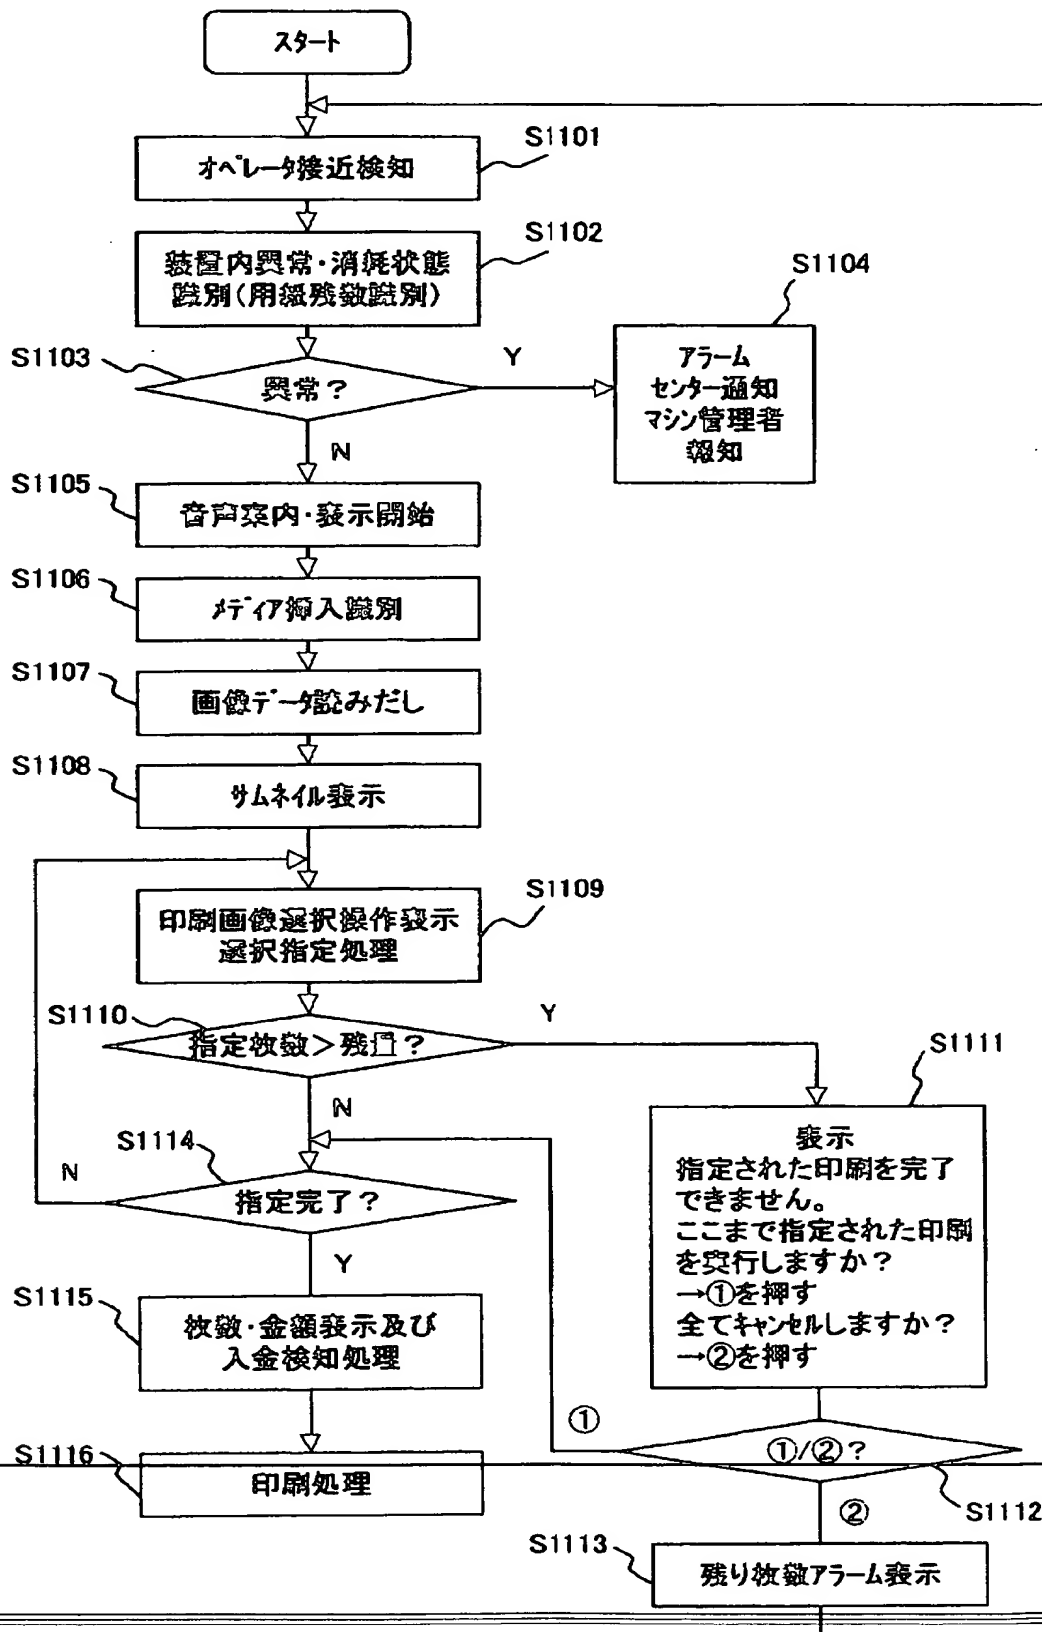 スタート
S1101
オペレータ接近検知
S1102
装置内異常・消耗状態
識別(用紙残数識別)
S1103
異常?
Y
N
S1104
アラーム
センター通知
マシン管理者
報知
S1105
音声案内・表示開始
S1106
メディア挿入識別
S1107
画像データ読みだし
S1108
サムネイル表示
S1109
印刷画像選択操作表示
選択指定処理
S1110
指定枚数>残量?
Y
N
S1111
表示
指定された印刷を完了
できません。
ここまで指定された印刷
を実行しますか?
→①を押す
全てキャンセルしますか?
→②を押す
S1114
指定完了?
N
Y
S1115
枚数・金額表示及び
入金検知処理
①
①/②?
S1112
②
S1116
印刷処理
S1113
残り枚数アラーム表示